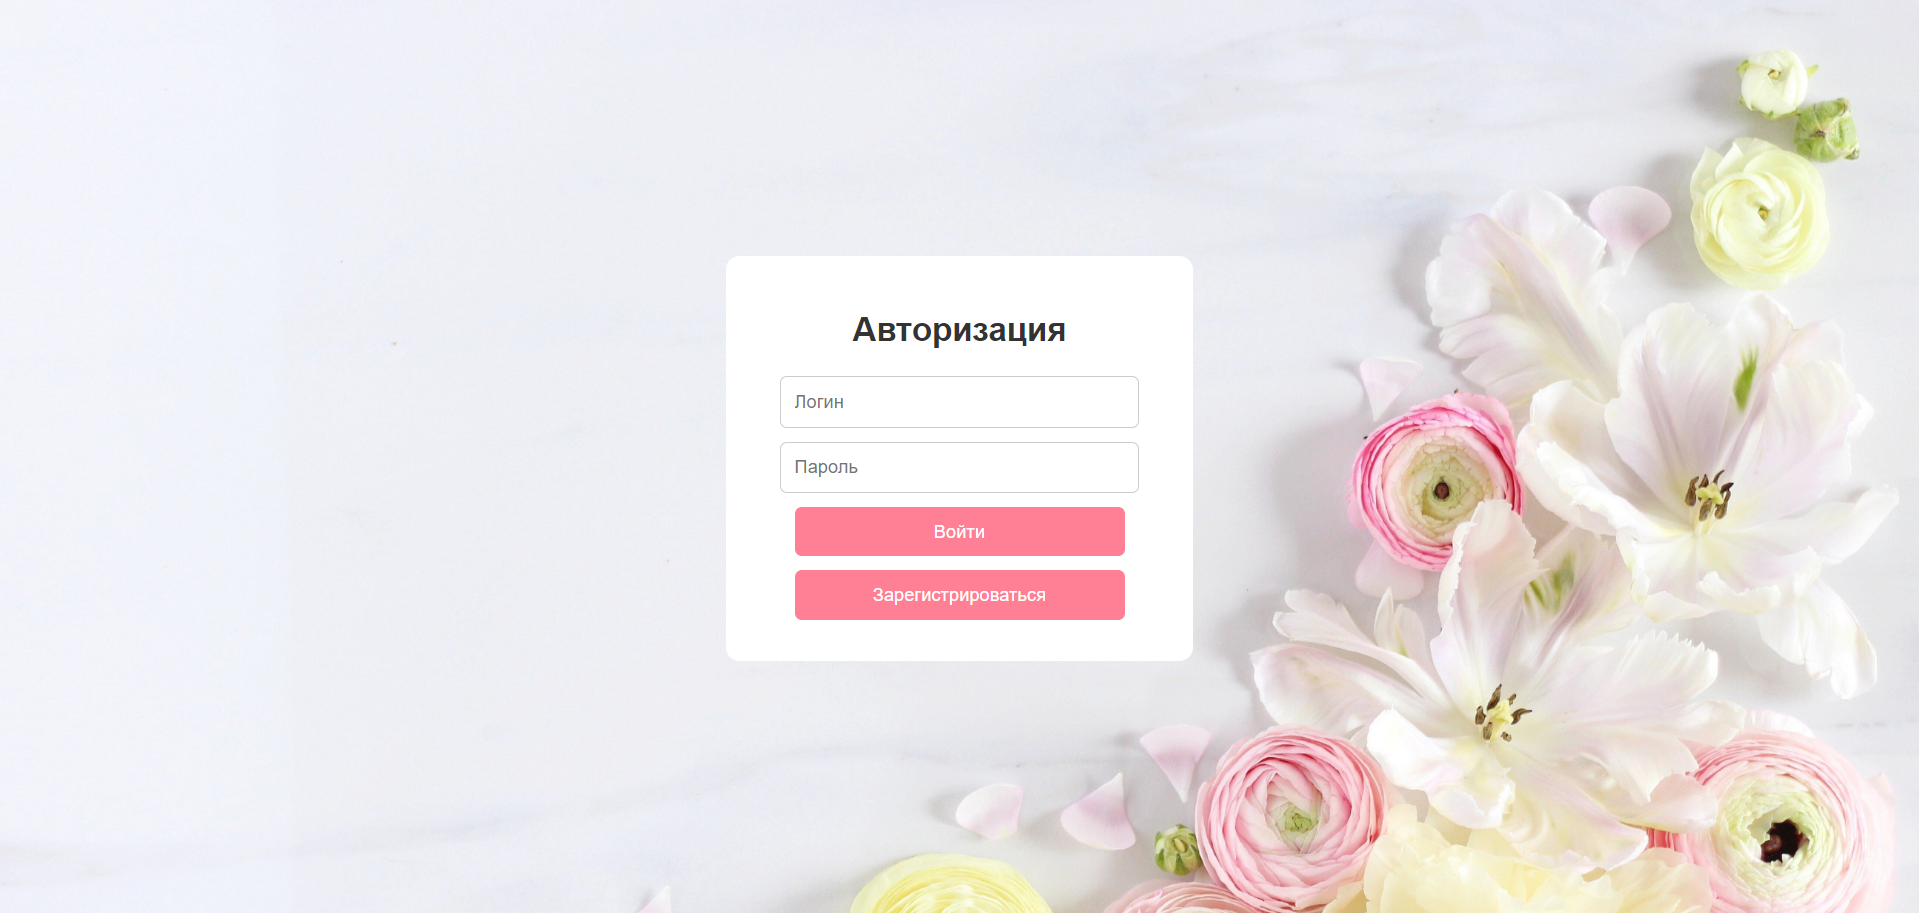 Авторизация
Логин
Пароль
Войти
Зарегистрироваться